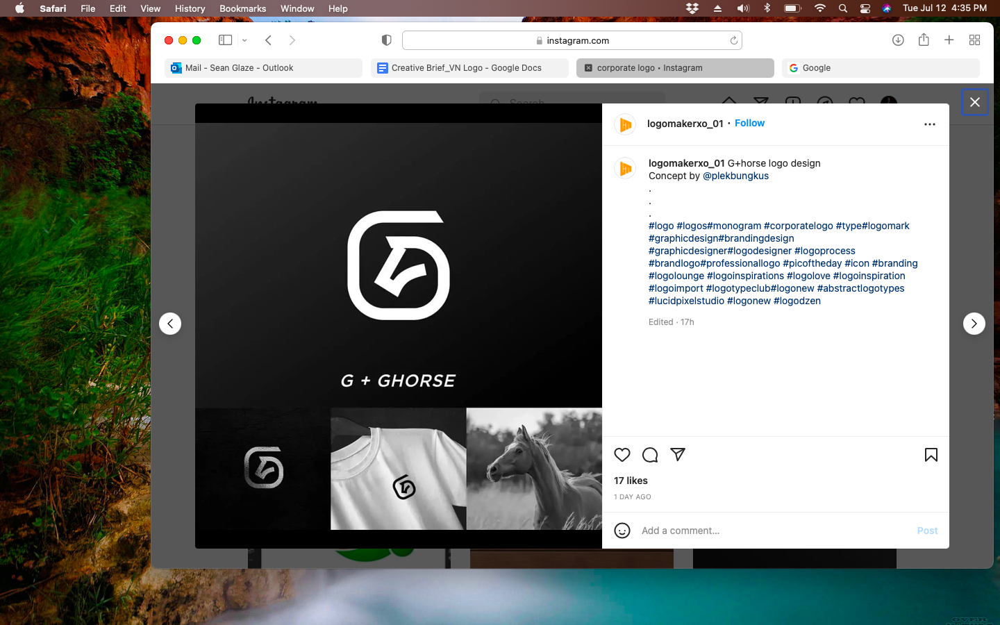 Safari File Edit View History Bookmarks Window Help
Tue Jul 12 4:35 PM
instagram.com
Mail - Sean Glaze - Outlook
Creative Brief_VN Logo - Google Docs
corporate logo • Instagram
Google
Instagram
Search
logomakerxo_01 • Follow
logomakerxo_01 G+horse logo design
Concept by @plekbungkus
.
.
.
#logo #logos#monogram #corporatelogo #type#logomark
#graphicdesign#brandingdesign
#graphicdesigner#logodesigner #logoprocess
#brandlogo#professionallogo #picoftheday #icon #branding
#logolounge #logoinspirations #logolove #logoinspiration
#logoimport #logotypeclub#logonew #abstractlogotypes
#lucidpixelstudio #logonew #logodzen
Edited · 17h
G + GHORSE
17 likes
1 DAY AGO
Add a comment...
Post